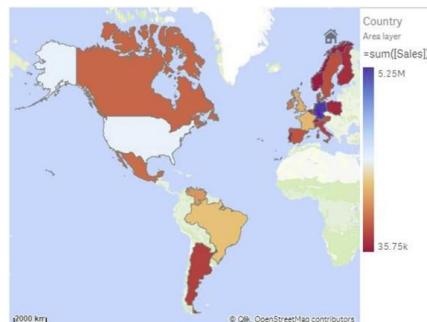 Country
Area layer
=sum([Sales])
5.25M
35.75k
2000 km
© Qlik, OpenStreetMap contributors